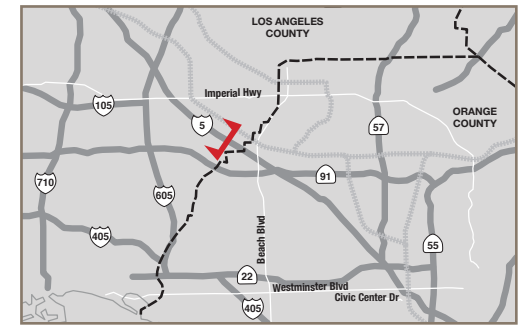 LOS ANGELES
COUNTY
Imperial Hwy
105
5
ORANGE
COUNTY
57
710
605
91
405
Beach Blvd
55
22
Westminster Blvd
Civic Center Dr
405